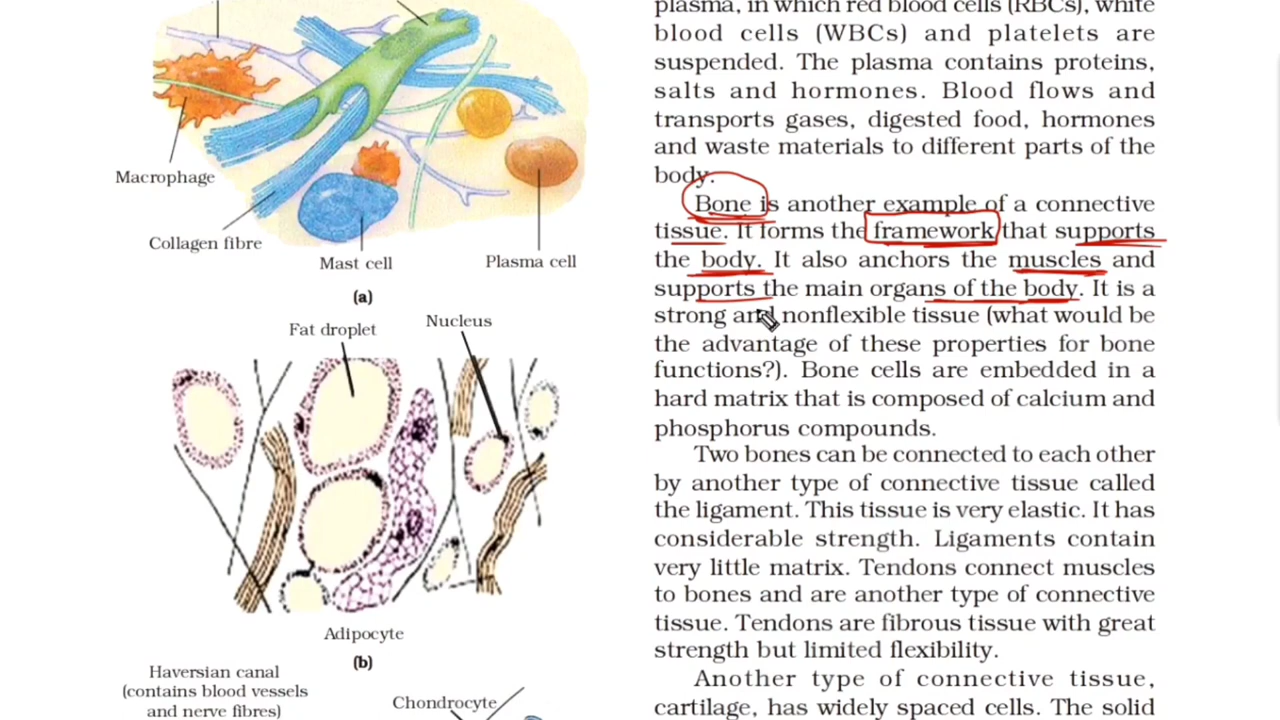 Macrophage
Collagen fibre
Mast cell
Plasma cell
(a)
Fat droplet
Nucleus
Adipocyte
(b)
Haversian canal
(contains blood vessels
and nerve fibres)
Chondrocyte
plasma, in which red blood cells (RBCs), white
blood cells (WBCs) and platelets are
suspended. The plasma contains proteins,
salts and hormones. Blood flows and
transports gases, digested food, hormones
and waste materials to different parts of the
body.
Bone is another example of a connective
tissue. It forms the framework that supports
the body. It also anchors the muscles and
supports the main organs of the body. It is a
strong and nonflexible tissue (what would be
the advantage of these properties for bone
functions?). Bone cells are embedded in a
hard matrix that is composed of calcium and
phosphorus compounds.
Two bones can be connected to each other
by another type of connective tissue called
the ligament. This tissue is very elastic. It has
considerable strength. Ligaments contain
very little matrix. Tendons connect muscles
to bones and are another type of connective
tissue. Tendons are fibrous tissue with great
strength but limited flexibility.
Another type of connective tissue,
cartilage, has widely spaced cells. The solid